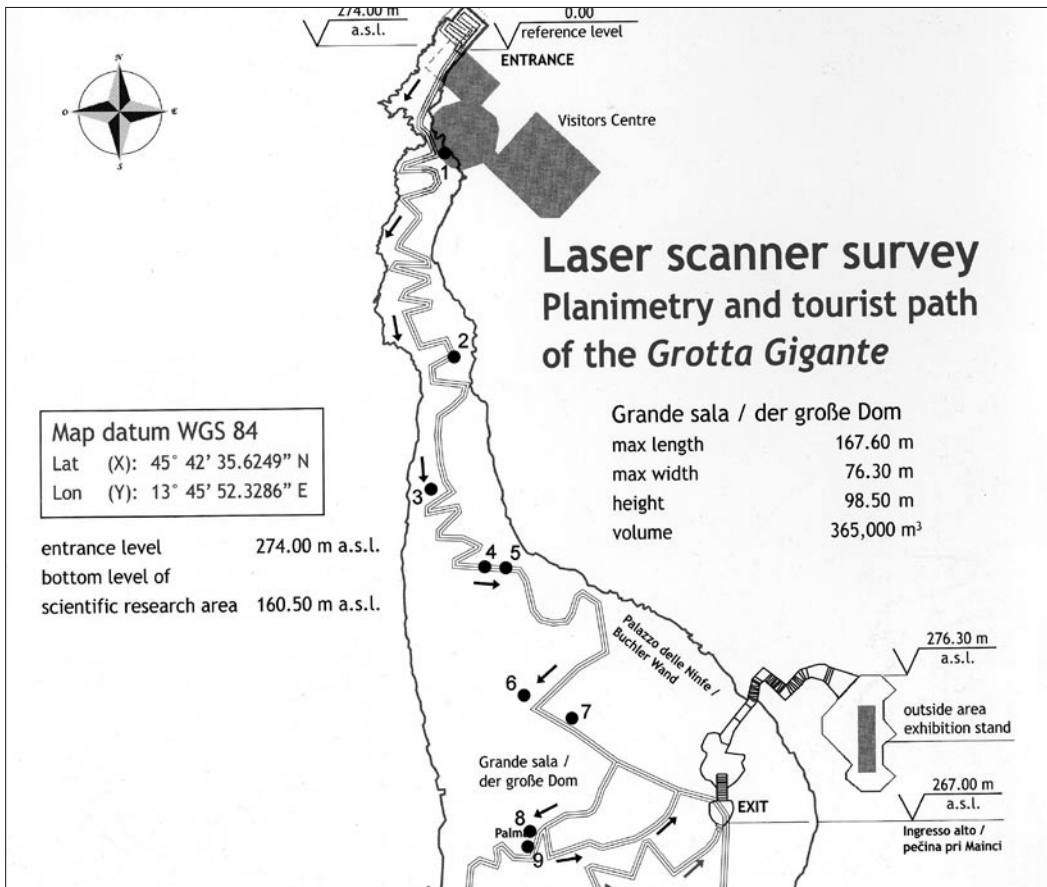 274.00 m
a.s.l.
0.00
reference level
ENTRANCE
N
O
E
S
Visitors Centre
1
Laser scanner survey
Planimetry and tourist path
of the Grotta Gigante
2
Grande sala / der große Dom
max length 167.60 m
max width 76.30 m
height 98.50 m
volume 365,000 m³
Map datum WGS 84
Lat (X): 45° 42' 35.6249" N
Lon (Y): 13° 45' 52.3286" E
3
entrance level 274.00 m a.s.l.
bottom level of
scientific research area 160.50 m a.s.l.
4 5
Palazzo delle Ninfe /
Buchler Wand
276.30 m
a.s.l.
6
7
outside area
exhibition stand
Grande sala /
der große Dom
267.00 m
a.s.l.
EXIT
8
Palma
9
Ingresso alto /
pečina pri Mainci